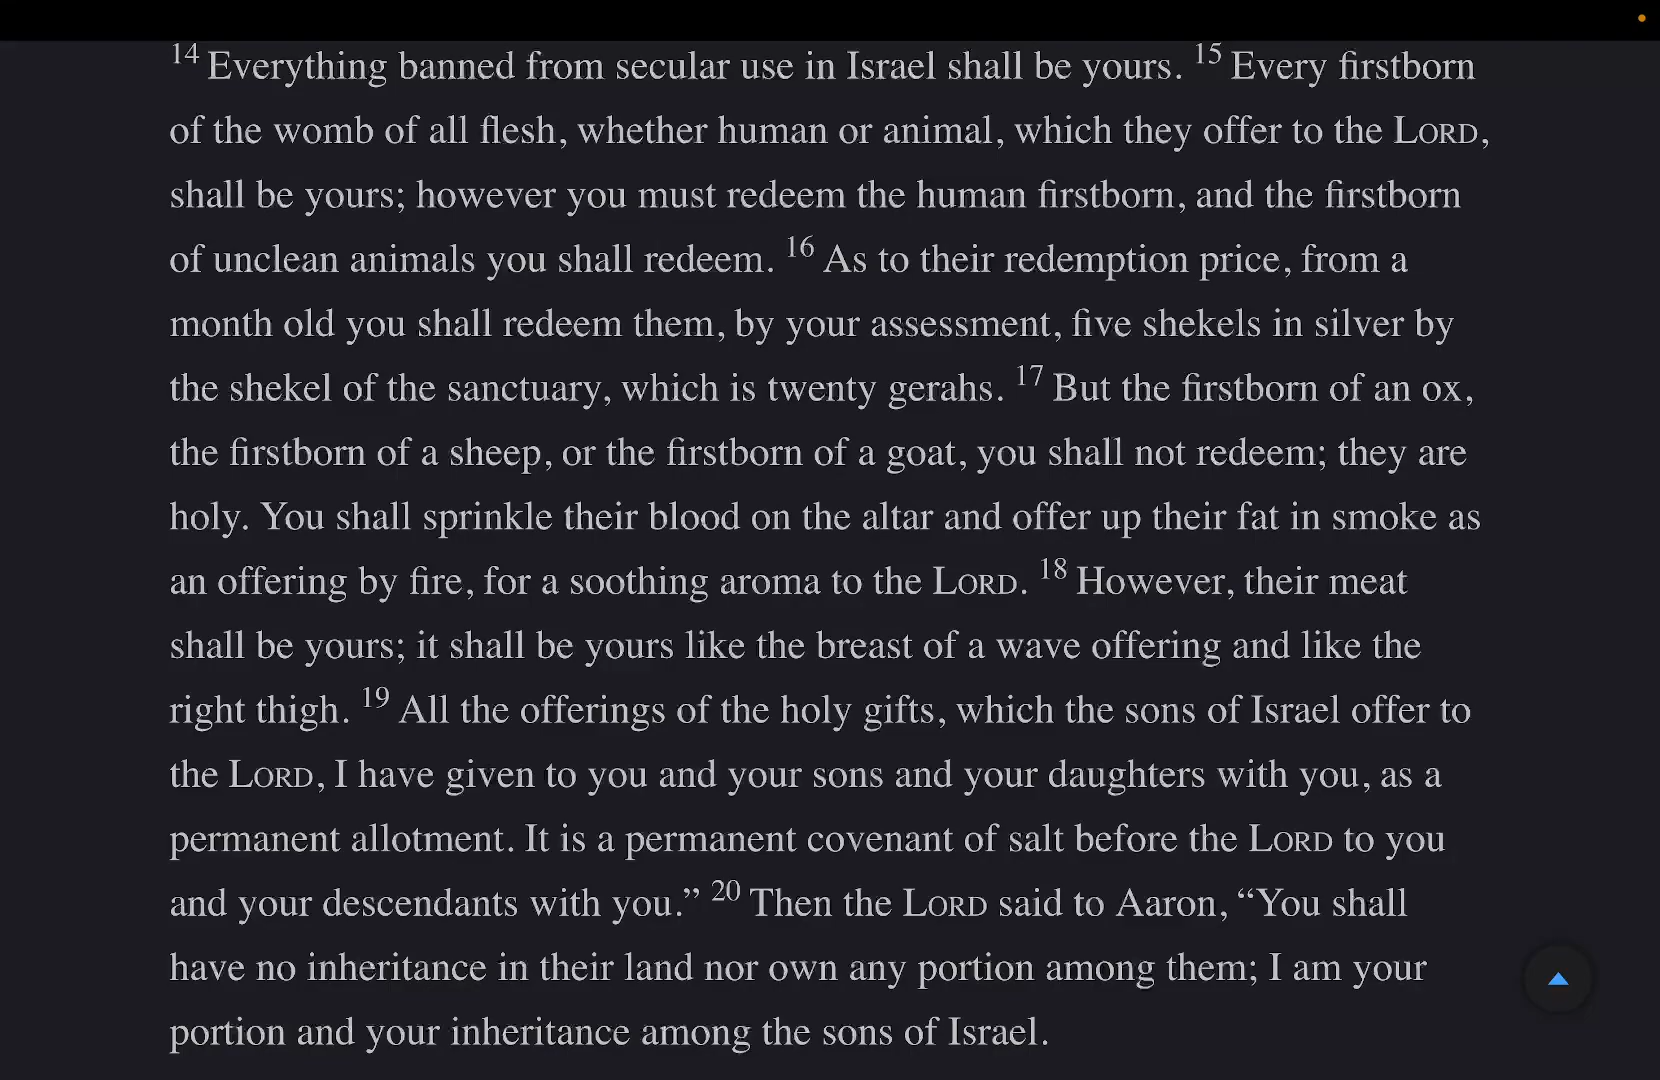 14 Everything banned from secular use in Israel shall be yours. 15 Every firstborn
of the womb of all flesh, whether human or animal, which they offer to the LORD,
shall be yours; however you must redeem the human firstborn, and the firstborn
of unclean animals you shall redeem. 16 As to their redemption price, from a
month old you shall redeem them, by your assessment, five shekels in silver by
the shekel of the sanctuary, which is twenty gerahs. 17 But the firstborn of an ox,
the firstborn of a sheep, or the firstborn of a goat, you shall not redeem; they are
holy. You shall sprinkle their blood on the altar and offer up their fat in smoke as
an offering by fire, for a soothing aroma to the LORD. 18 However, their meat
shall be yours; it shall be yours like the breast of a wave offering and like the
right thigh. 19 All the offerings of the holy gifts, which the sons of Israel offer to
the LORD, I have given to you and your sons and your daughters with you, as a
permanent allotment. It is a permanent covenant of salt before the LORD to you
and your descendants with you.” 20 Then the LORD said to Aaron, “You shall
have no inheritance in their land nor own any portion among them; I am your
portion and your inheritance among the sons of Israel.